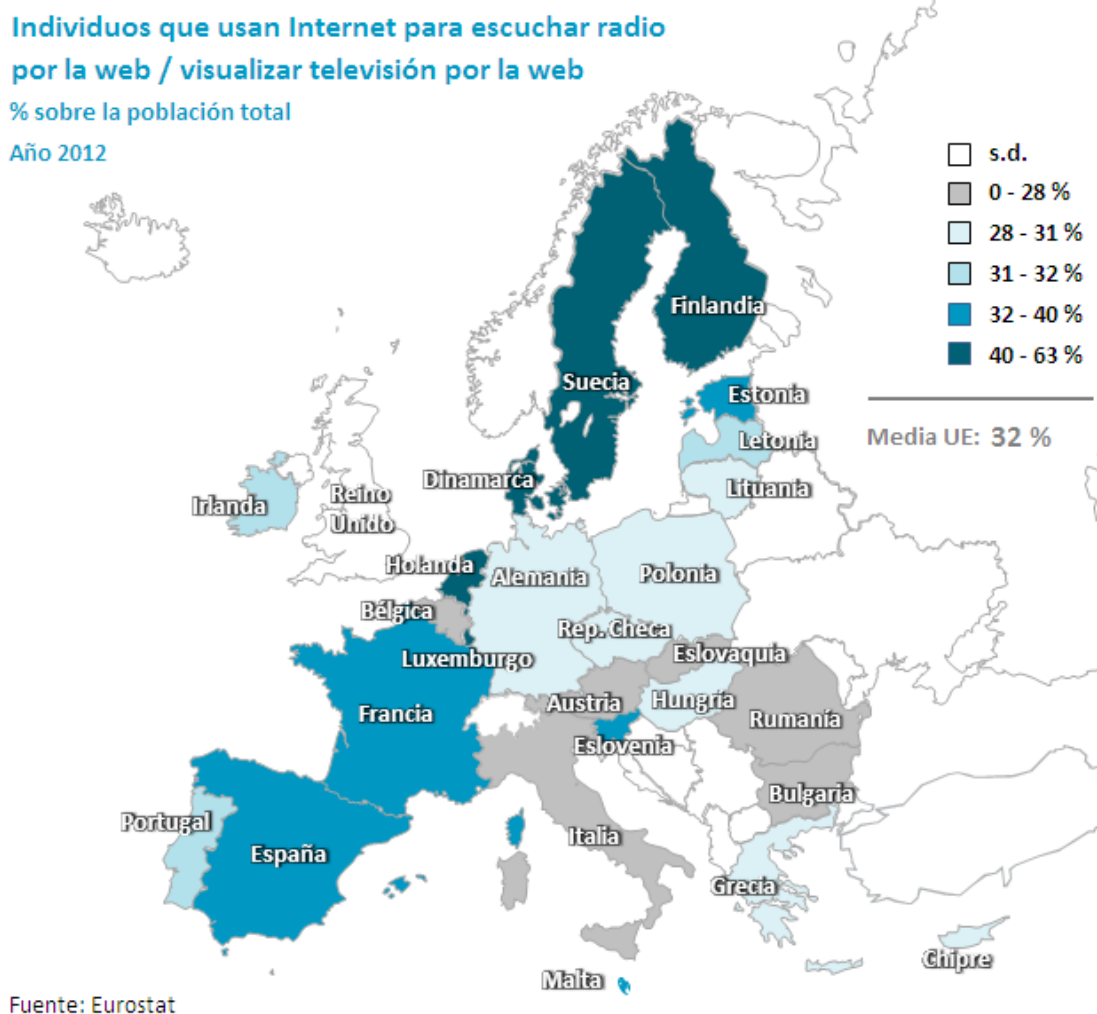 Individuos que usan Internet para escuchar radio
por la web / visualizar televisión por la web
% sobre la población total
Año 2012
s.d.
0 - 28 %
28 - 31 %
31 - 32 %
32 - 40 %
40 - 63 %
Media UE: 32 %
Finlandia
Suecia
Estonia
Letonia
Dinamarca
Lituania
Irlanda
Reino
Unido
Holanda
Alemania
Polonia
Bélgica
Rep. Checa
Luxemburgo
Eslovaquia
Austria
Hungría
Francia
Rumanía
Eslovenia
Bulgaria
Portugal
Italia
España
Grecia
Chipre
Malta
Fuente: Eurostat